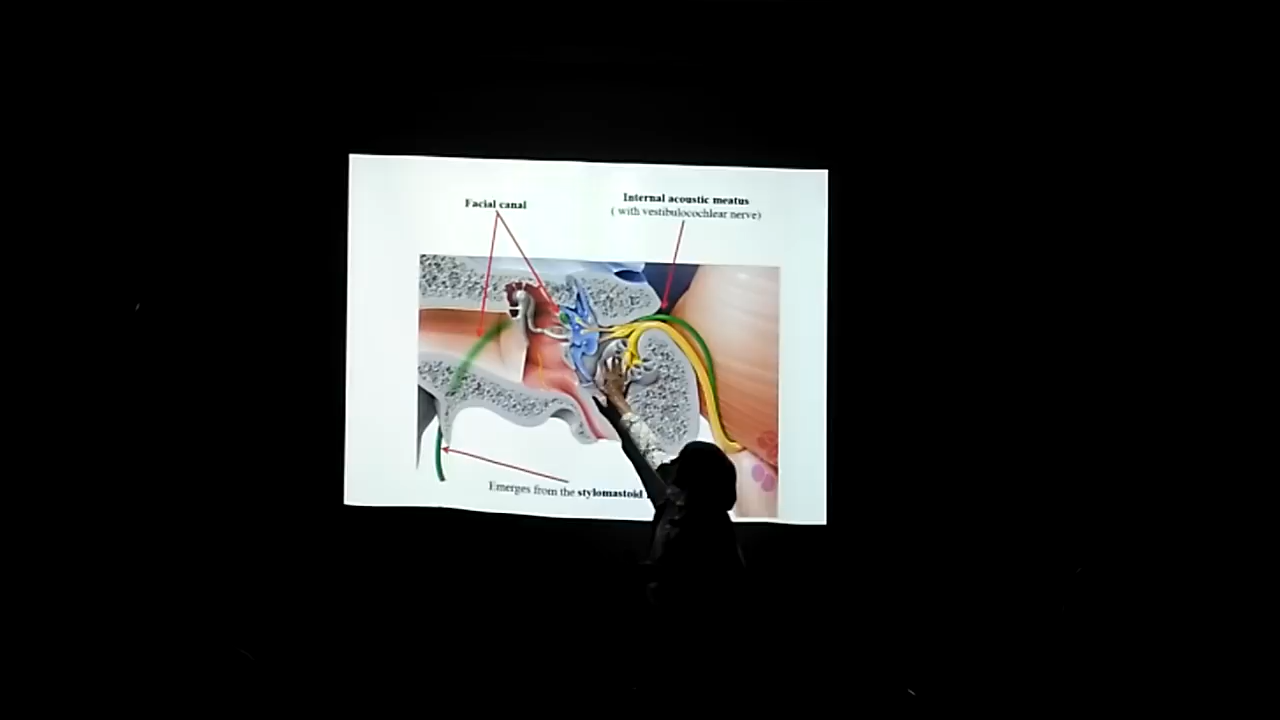 Facial canal
Internal acoustic meatus
( with vestibulocochlear nerve)
Emerges from the stylomastoid